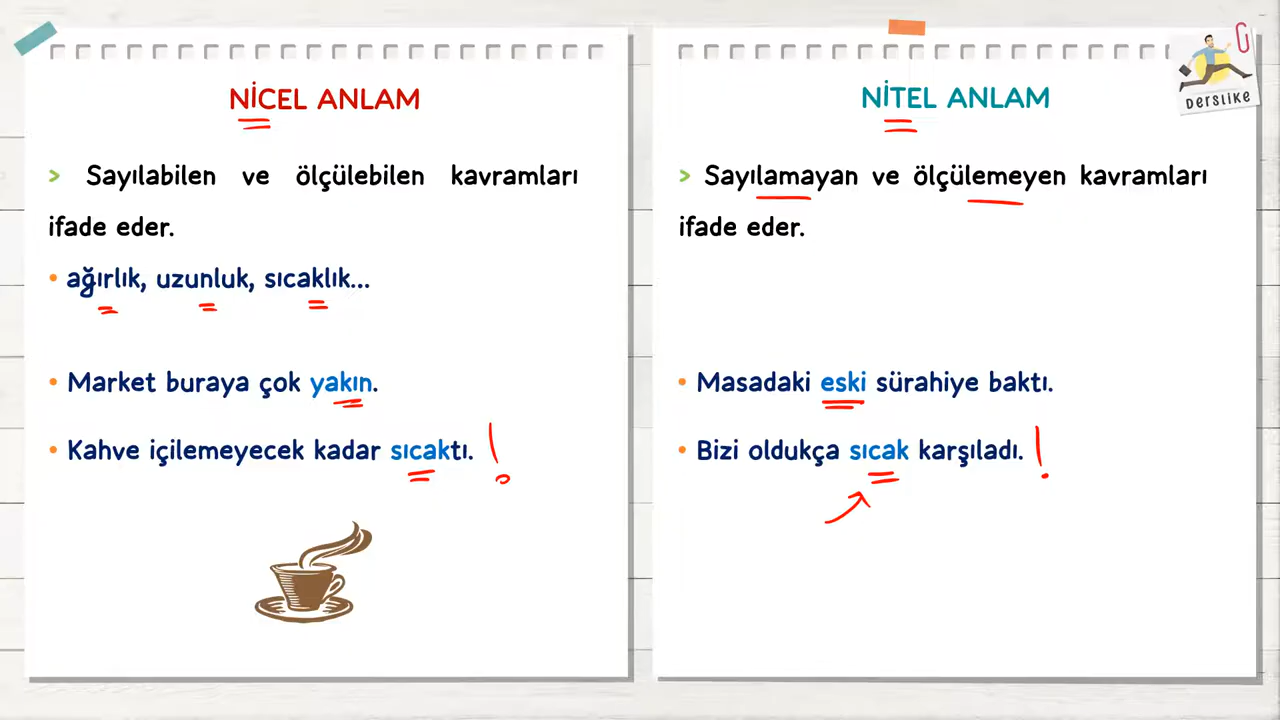 NİCEL ANLAM
> Sayılabilen ve ölçülebilen kavramları
ifade eder.
• ağırlık, uzunluk, sıcaklık...
• Market buraya çok yakın.
• Kahve içilemeyecek kadar sıcaktı. !
NİTEL ANLAM
> Sayılamayan ve ölçülemeyen kavramları
ifade eder.
• Masadaki eski sürahiye baktı.
• Bizi oldukça sıcak karşıladı. !
DERSLIKE